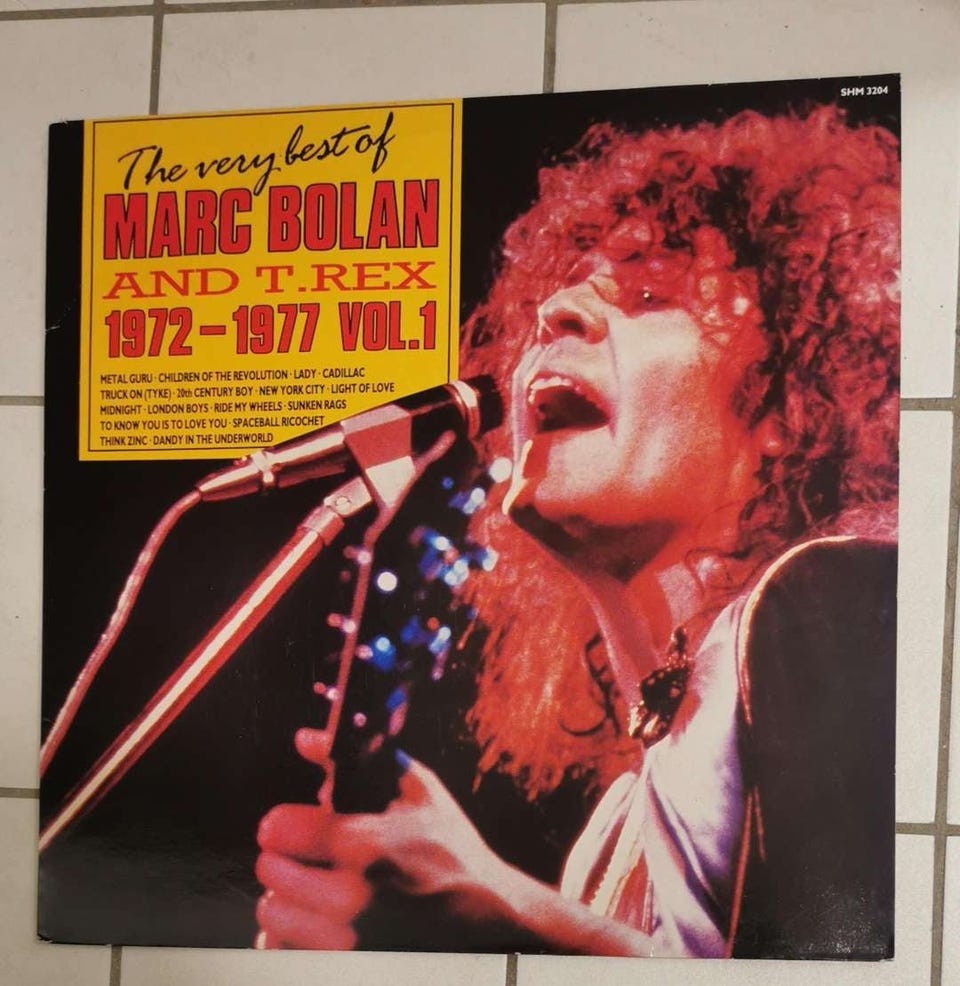 SHM 3204
The very best of
MARC BOLAN
AND T.REX
1972-1977 VOL.1
METAL GURU · CHILDREN OF THE REVOLUTION · LADY · CADILLAC
TRUCK ON (TYKE) · 20th CENTURY BOY · NEW YORK CITY · LIGHT OF LOVE
MIDNIGHT · LONDON BOYS · RIDE MY WHEELS · SUNKEN RAGS
TO KNOW YOU IS TO LOVE YOU · SPACEBALL RICOCHET
THINK ZINC · DANDY IN THE UNDERWORLD